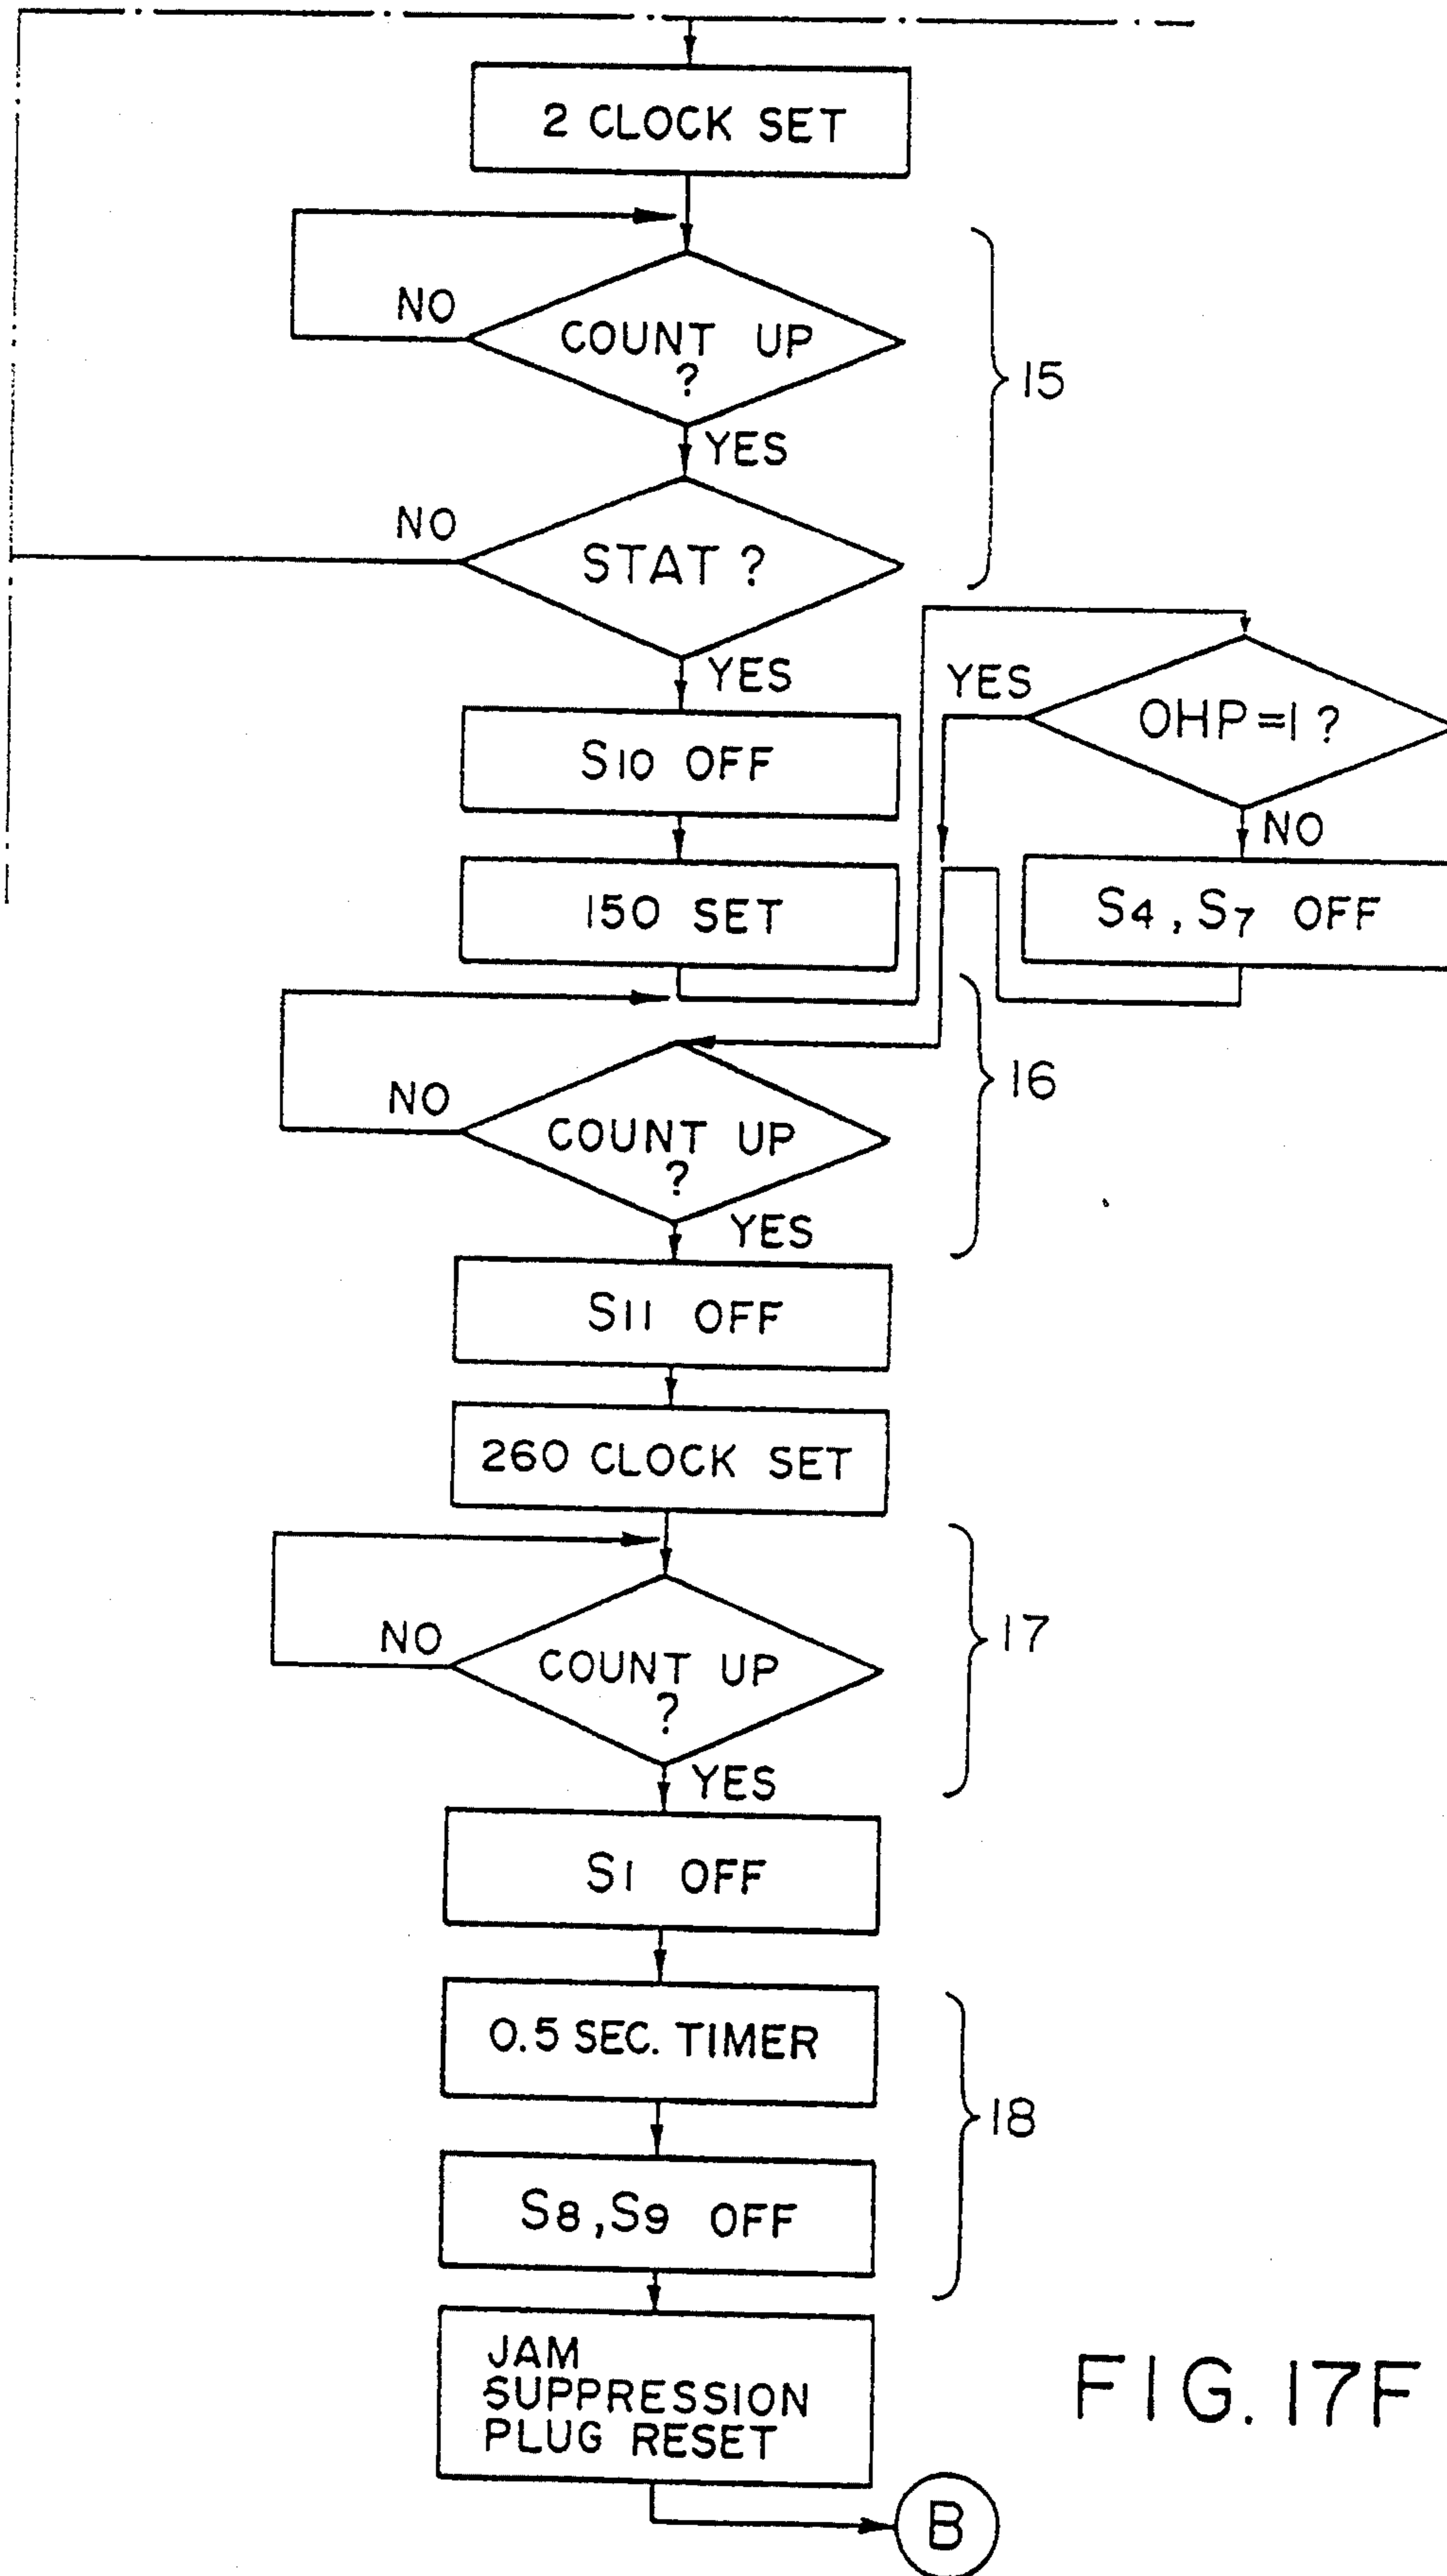 2 CLOCK SET
NO
COUNT UP
?
15
YES
NO
STAT ?
YES
S10 OFF
150 SET
YES
OHP=1 ?
NO
S4, S7 OFF
16
NO
COUNT UP
?
YES
S11 OFF
260 CLOCK SET
17
NO
COUNT UP
?
YES
S1 OFF
0.5 SEC. TIMER
18
S8, S9 OFF
JAM
SUPPRESSION
PLUG RESET
B
FIG. 17F